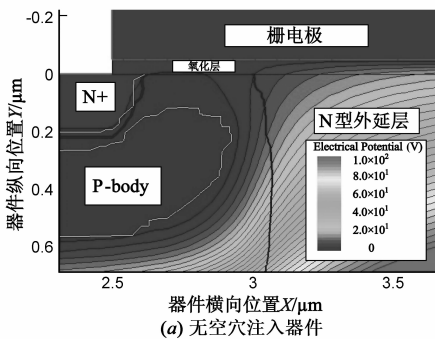 -0.2
栅电极
氧化层
0
N+
N型外延层
0.2
Electrical Potential (V)
1.0×10²
8.0×10¹
6.0×10¹
4.0×10¹
2.0×10¹
0
P-body
0.4
0.6
器件纵向位置Y/μm
2.5 3 3.5
器件横向位置X/μm
(a) 无空穴注入器件